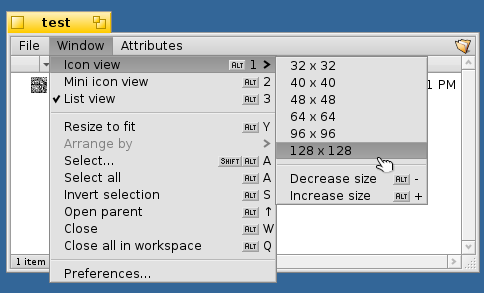 test
File Window Attributes
Icon view ALT 1
Mini icon view ALT 2
List view ALT 3
Resize to fit ALT Y
Arrange by
Select... SHIFT ALT A
Select all ALT A
Invert selection ALT S
Open parent ALT ↑
Close ALT W
Close all in workspace ALT Q
Preferences...
32 x 32
40 x 40
48 x 48
64 x 64
96 x 96
128 x 128
Decrease size ALT -
Increase size ALT +
1 PM
1 item